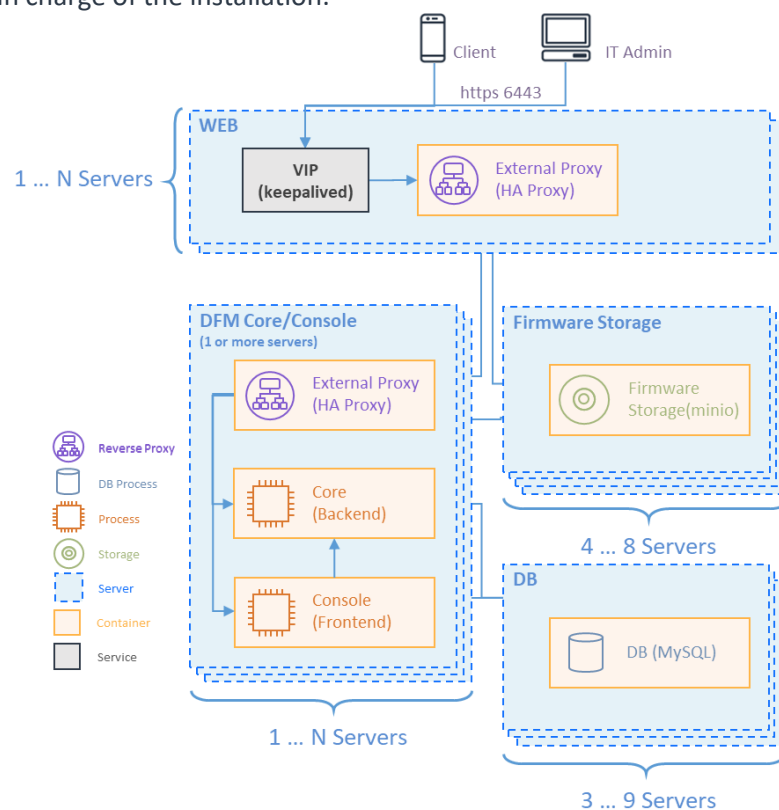 in charge of the installation.
Client
IT Admin
https 6443
WEB
1 ... N Servers
VIP
(keepalived)
External Proxy
(HA Proxy)
DFM Core/Console
(1 or more servers)
External Proxy
(HA Proxy)
Core
(Backend)
Console
(Frontend)
1 ... N Servers
Firmware Storage
Firmware
Storage(minio)
4 ... 8 Servers
DB
DB (MySQL)
3 ... 9 Servers
Reverse Proxy
DB Process
Process
Storage
Server
Container
Service